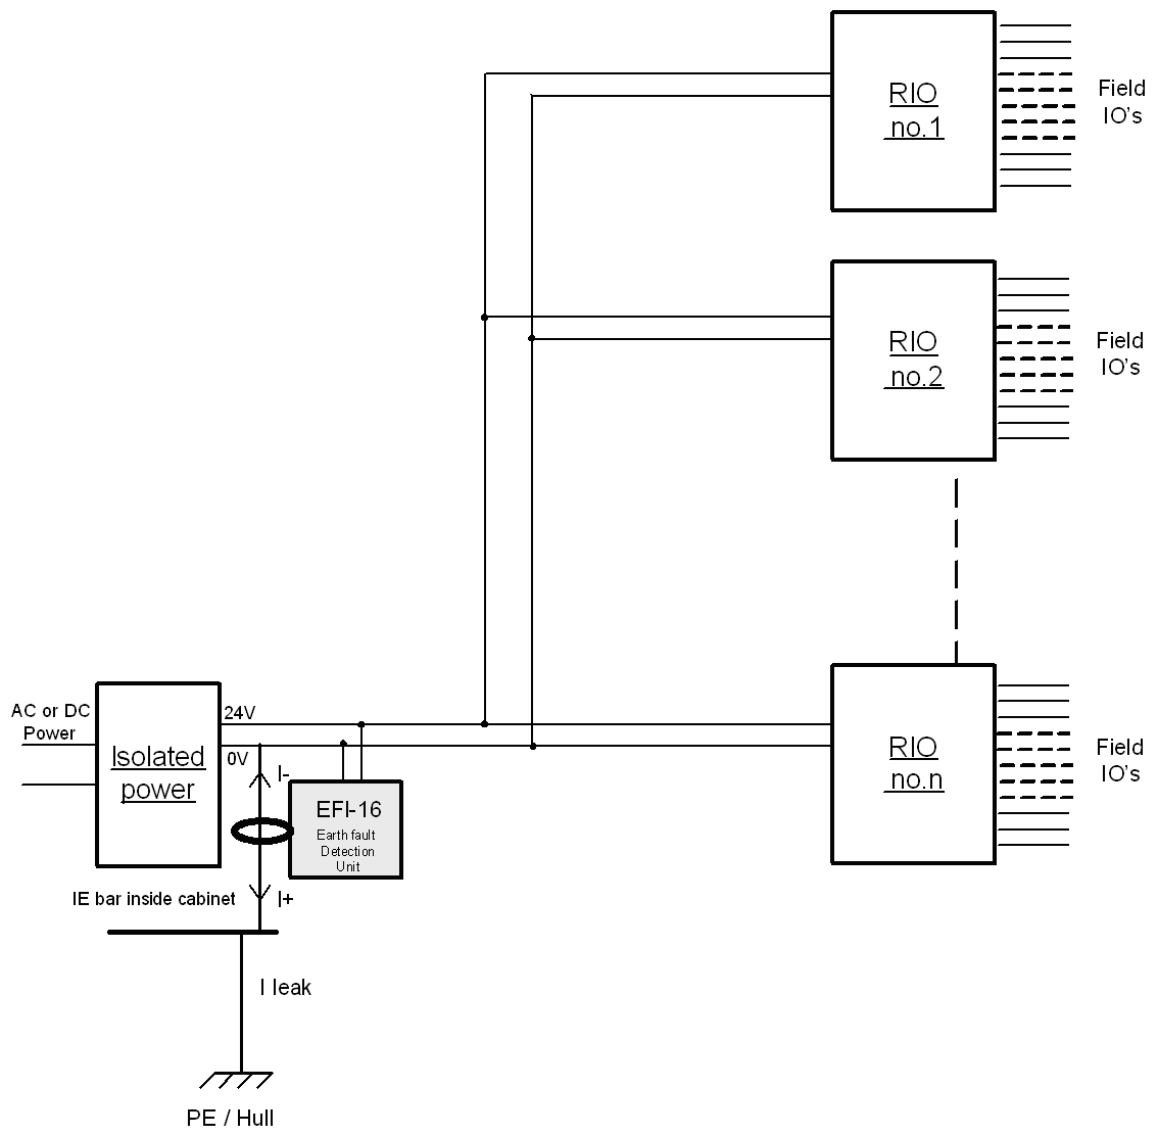 RIO
no.1
Field
IO's
RIO
no.2
Field
IO's
AC or DC
Power
Isolated
power
24V
0V
I-
EFI-16
Earth fault
Detection
Unit
RIO
no.n
Field
IO's
IE bar inside cabinet
I+
I leak
PE / Hull